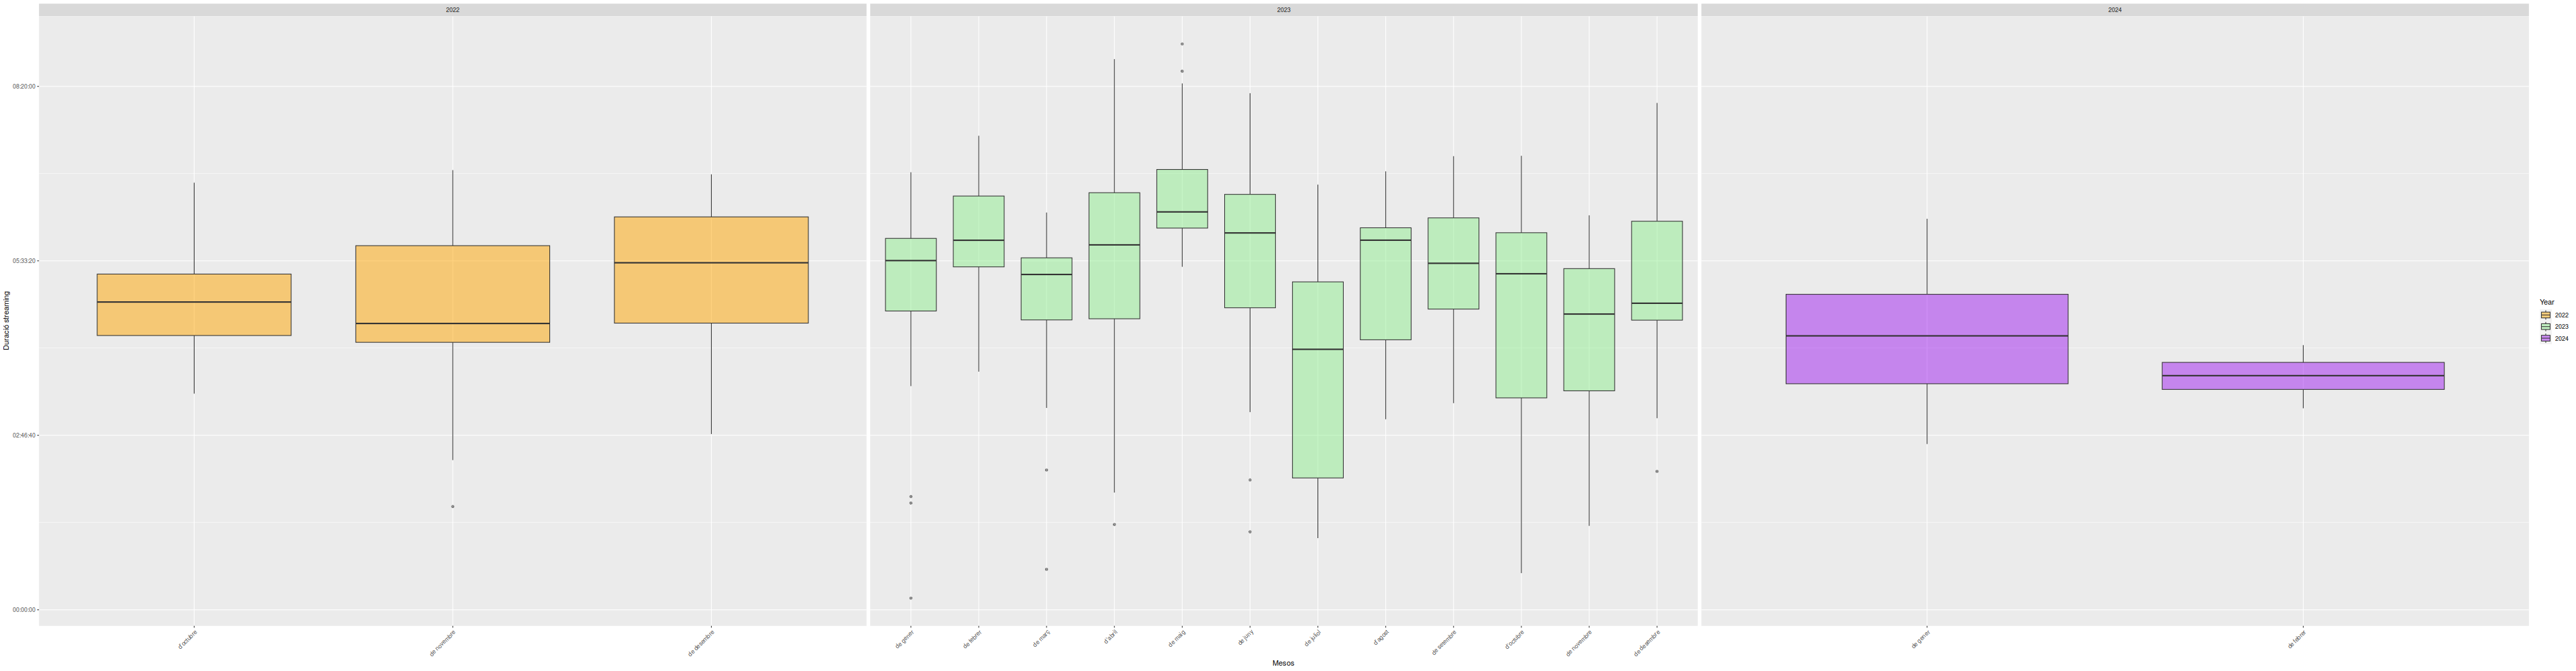 2022
2023
2024
Duració streaming
08:20:00
05:33:20
02:46:40
00:00:00
d'octubre
de novembre
de desembre
de gener
de febrer
de març
d'abril
de maig
de juny
de juliol
d'agost
de setembre
d'octubre
de novembre
de desembre
de gener
de febrer
Mesos
Year
2022
2023
2024